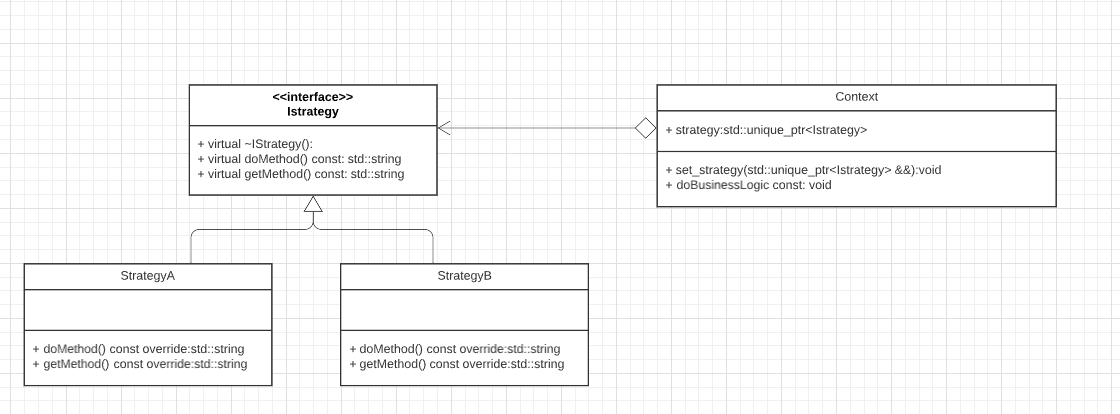 <<interface>>
Istrategy
+ virtual ~IStrategy():
+ virtual doMethod() const: std::string
+ virtual getMethod() const: std::string
Context
+ strategy:std::unique_ptr<Istrategy>
+ set_strategy(std::unique_ptr<Istrategy> &&):void
+ doBusinessLogic const: void
StrategyA
+ doMethod() const override:std::string
+ getMethod() const override:std::string
StrategyB
+ doMethod() const override:std::string
+ getMethod() const override:std::string